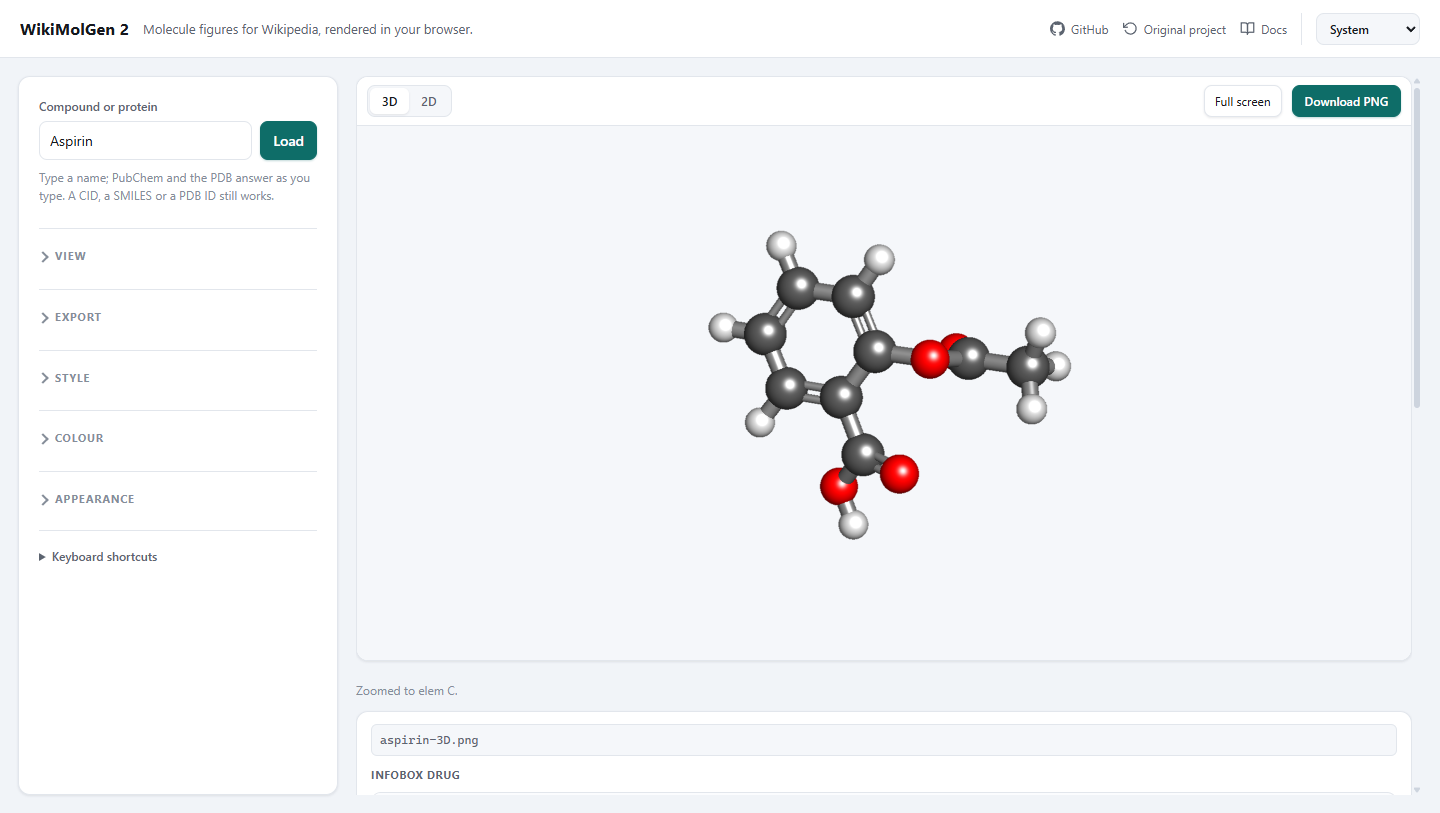 WikiMolGen 2
Molecule figures for Wikipedia, rendered in your browser.
GitHub
Original project
Docs
System
Compound or protein
Aspirin
Load
Type a name; PubChem and the PDB answer as you
type. A CID, a SMILES or a PDB ID still works.
VIEW
EXPORT
STYLE
COLOUR
APPEARANCE
Keyboard shortcuts
3D
2D
Full screen
Download PNG
Zoomed to elem C.
aspirin-3D.png
INFOBOX DRUG